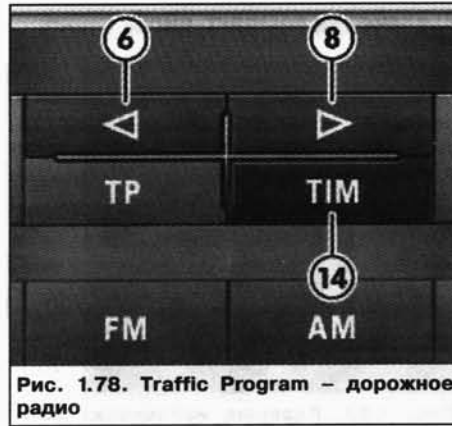 6 8
TP TIM
14
FM AM
Рис. 1.78. Traffic Program – дорожное
радио